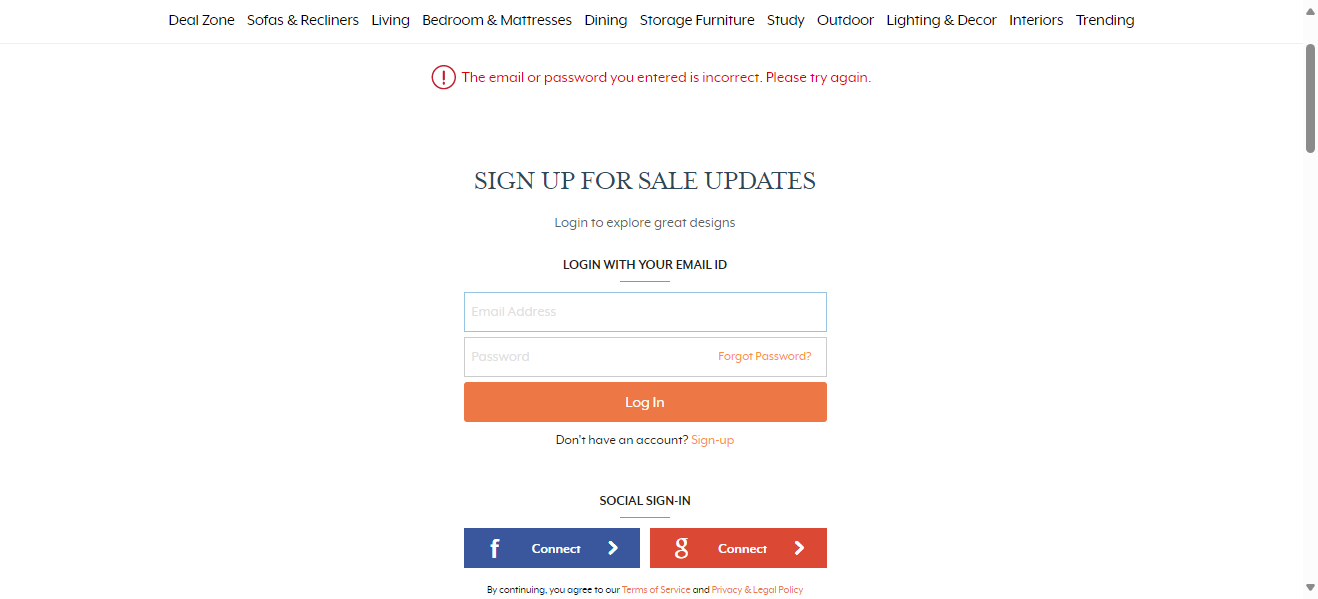 Deal Zone Sofas & Recliners Living Bedroom & Mattresses Dining Storage Furniture Study Outdoor Lighting & Decor Interiors Trending
The email or password you entered is incorrect. Please try again.
SIGN UP FOR SALE UPDATES
Login to explore great designs
LOGIN WITH YOUR EMAIL ID
Email Address
Password Forgot Password?
Log In
Don't have an account? Sign-up
SOCIAL SIGN-IN
f Connect g Connect
By continuing, you agree to our Terms of Service and Privacy & Legal Policy